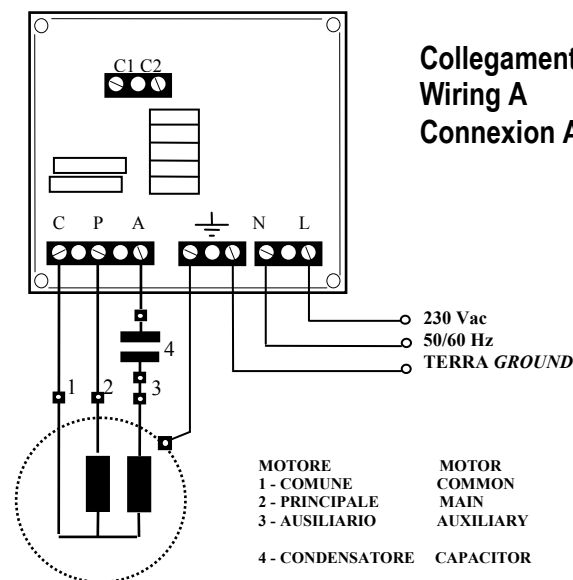 Collegament
Wiring A
Connexion A
C1 C2
C P A N L
230 Vac
50/60 Hz
TERRA GROUND
4
1 2 3
MOTORE MOTOR
1 - COMUNE COMMON
2 - PRINCIPALE MAIN
3 - AUSILIARIO AUXILIARY
4 - CONDENSATORE CAPACITOR